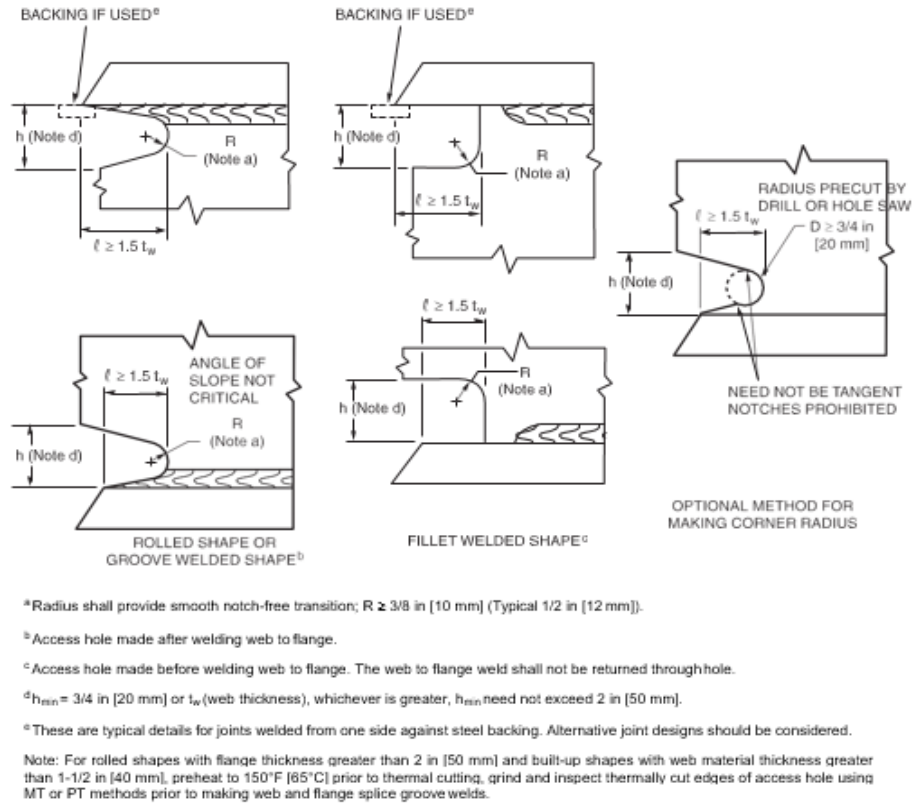 BACKING IF USEDᵉ
BACKING IF USEDᵉ
h (Note d)
R
(Note a)
ℓ ≥ 1.5 t_w
h (Note d)
R
(Note a)
ℓ ≥ 1.5 t_w
RADIUS PRECUT BY
DRILL OR HOLE SAW
ℓ ≥ 1.5 t_w
D ≥ 3/4 in
[20 mm]
h (Note d)
NEED NOT BE TANGENT
NOTCHES PROHIBITED
OPTIONAL METHOD FOR
MAKING CORNER RADIUS
ℓ ≥ 1.5 t_w
ANGLE OF
SLOPE NOT
CRITICAL
R
(Note a)
h (Note d)
ROLLED SHAPE OR
GROOVE WELDED SHAPEᵇ
ℓ ≥ 1.5 t_w
R
(Note a)
h (Note d)
FILLET WELDED SHAPEᶜ
ᵃ Radius shall provide smooth notch-free transition; R ≥ 3/8 in [10 mm] (Typical 1/2 in [12 mm]).
ᵇ Access hole made after welding web to flange.
ᶜ Access hole made before welding web to flange. The web to flange weld shall not be returned through hole.
ᵈ h_min = 3/4 in [20 mm] or t_w (web thickness), whichever is greater, h_min need not exceed 2 in [50 mm].
ᵉ These are typical details for joints welded from one side against steel backing. Alternative joint designs should be considered.
Note: For rolled shapes with flange thickness greater than 2 in [50 mm] and built-up shapes with web material thickness greater
than 1-1/2 in [40 mm], preheat to 150°F [65°C] prior to thermal cutting, grind and inspect thermally cut edges of access hole using
MT or PT methods prior to making web and flange splice groove welds.